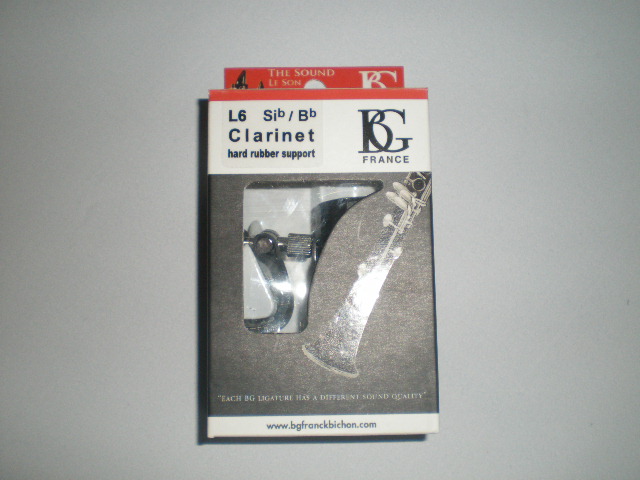 THE SOUND
LE SON
BG
L6 Sib / Bb
Clarinet
hard rubber support
BG
FRANCE
"EACH BG LIGATURE HAS A DIFFERENT SOUND QUALITY"
www.bgfranckbichon.com